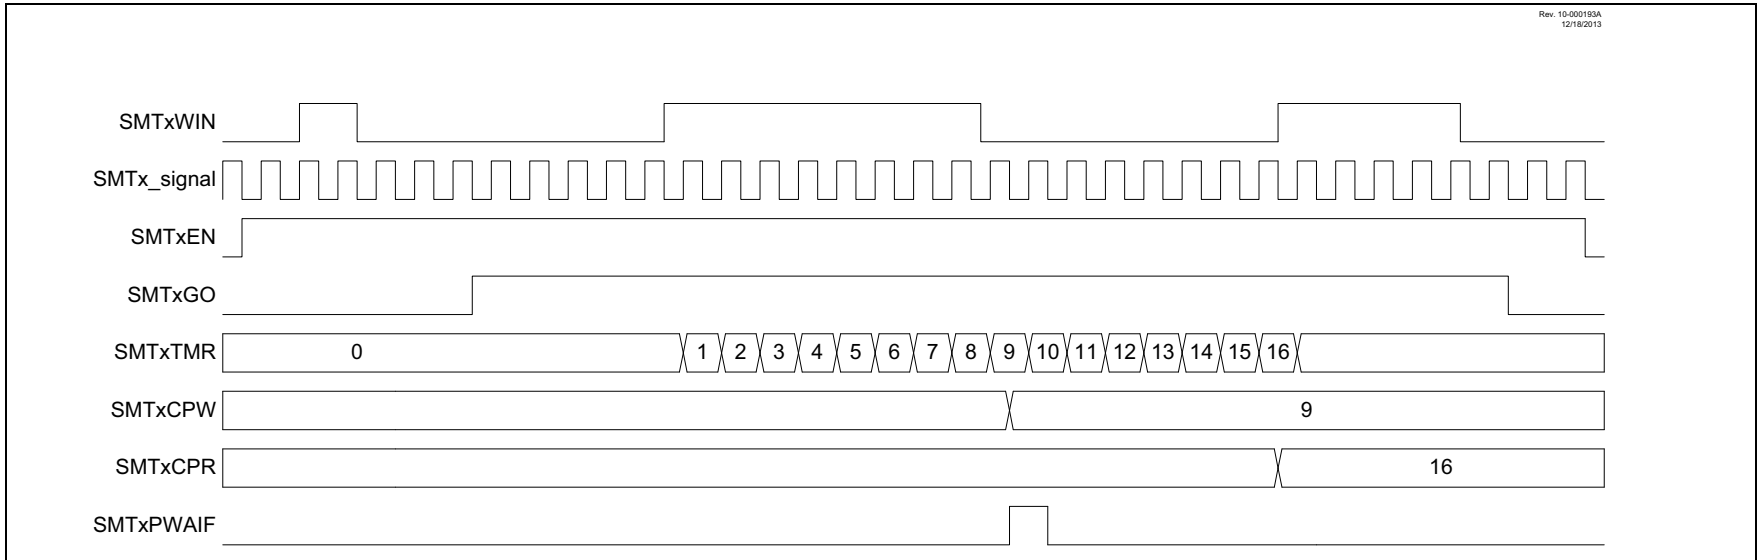 Rev. 10-000193A
12/18/2013
SMTxWIN
SMTx_signal
SMTxEN
SMTxGO
SMTxTMR 0 1 2 3 4 5 6 7 8 9 10 11 12 13 14 15 16
SMTxCPW 9
SMTxCPR 16
SMTxPWAIF